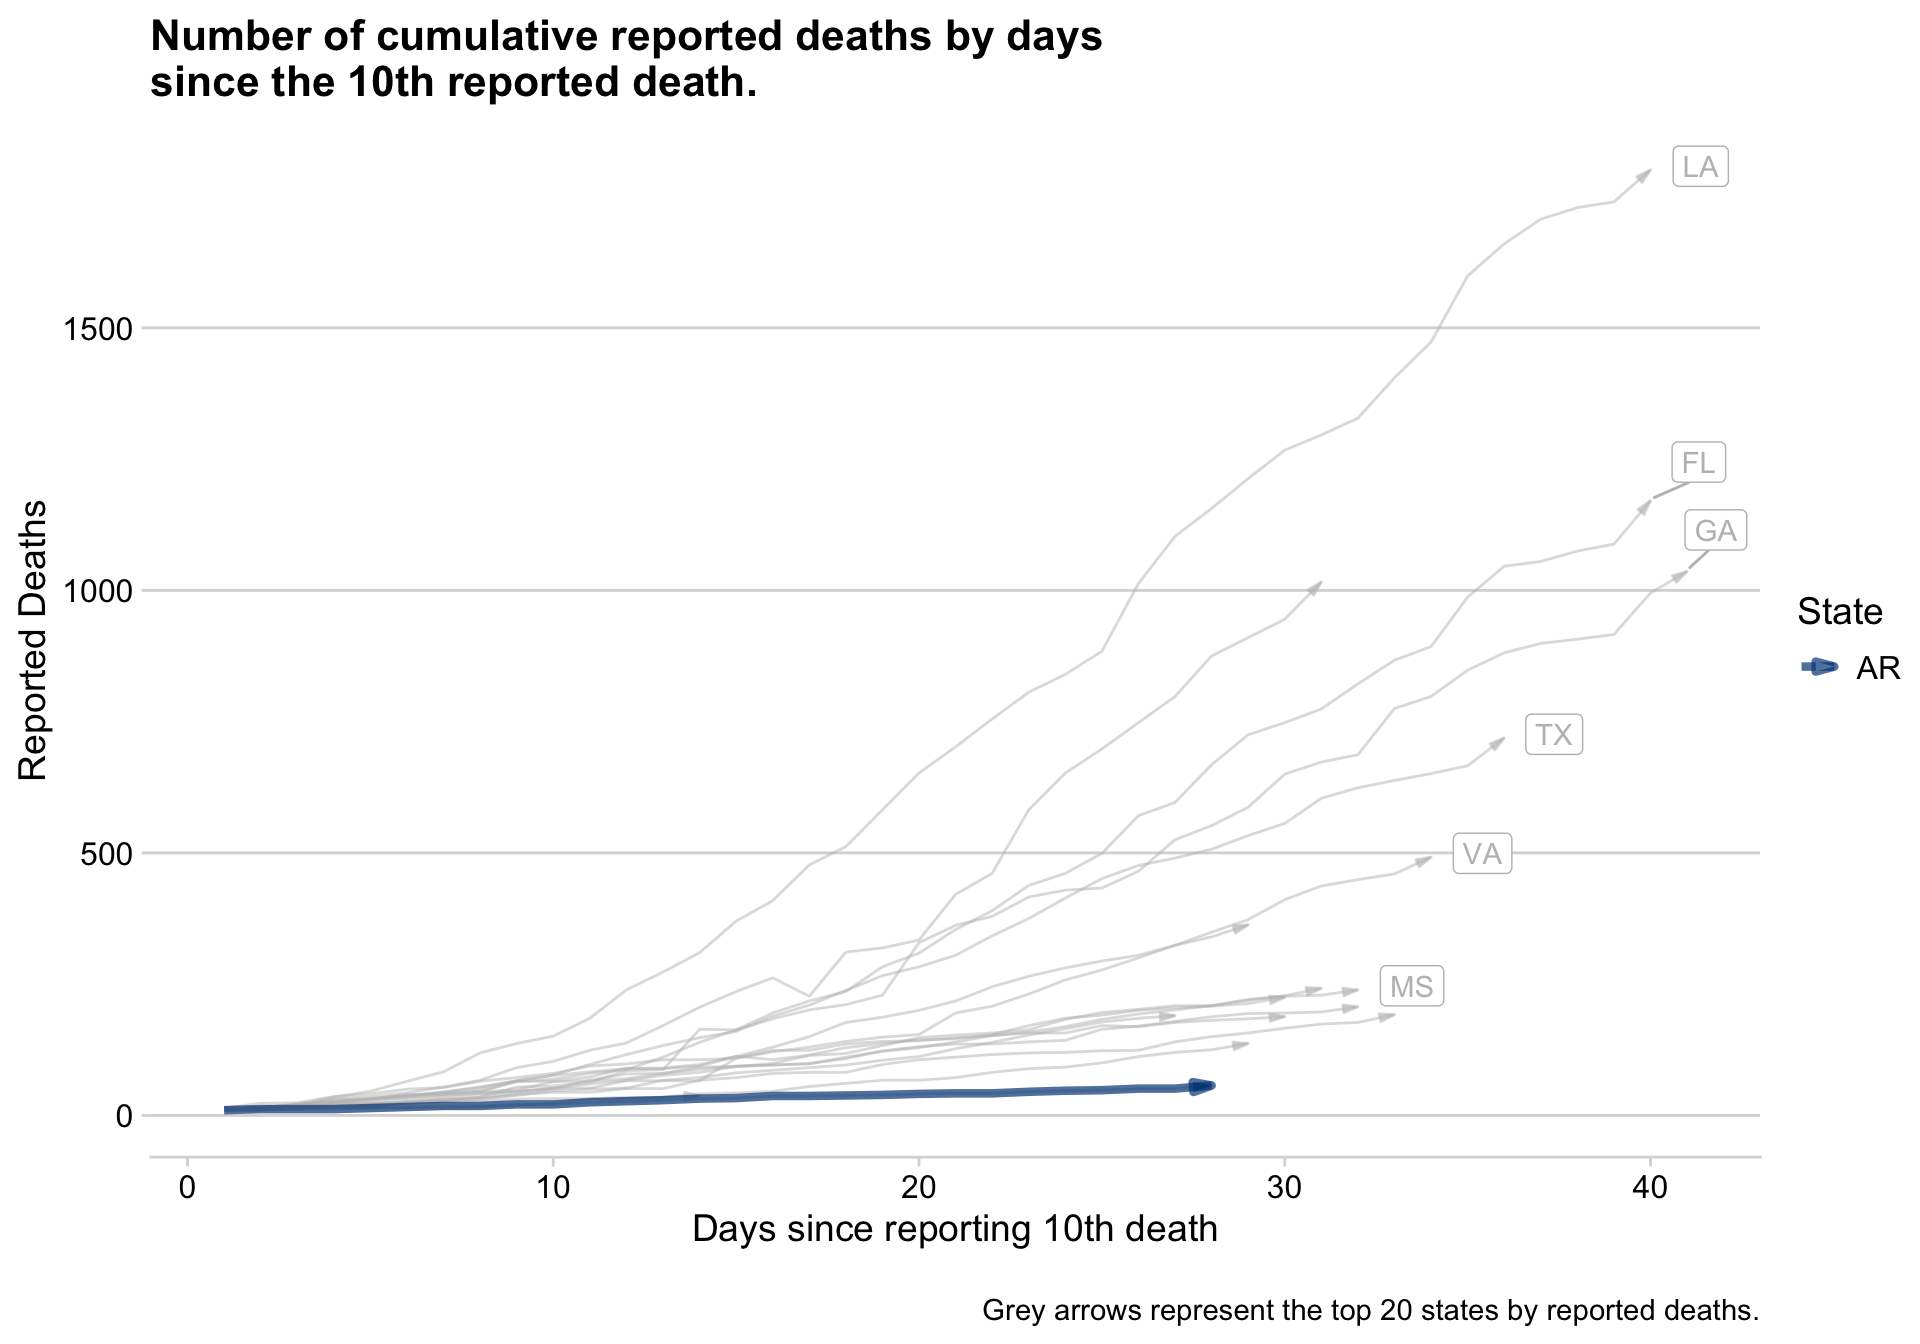 Number of cumulative reported deaths by days
since the 10th reported death.
LA
FL
GA
TX
VA
MS
1500
1000
500
0
Reported Deaths
0 10 20 30 40
Days since reporting 10th death
State
AR
Grey arrows represent the top 20 states by reported deaths.